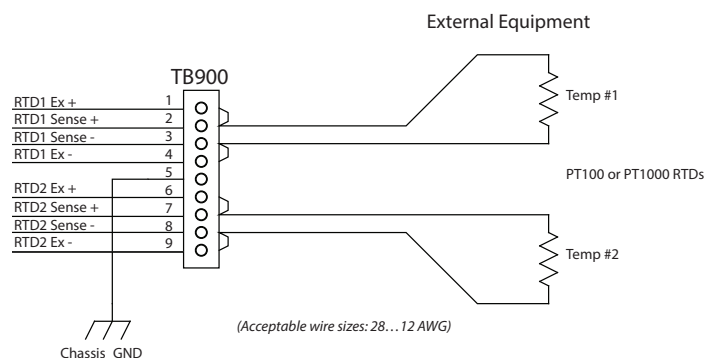 External Equipment
TB900
RTD1 Ex + 1
RTD1 Sense + 2
RTD1 Sense - 3
RTD1 Ex - 4
5
RTD2 Ex + 6
RTD2 Sense + 7
RTD2 Sense - 8
RTD2 Ex - 9
Temp #1
PT100 or PT1000 RTDs
Temp #2
(Acceptable wire sizes: 28…12 AWG)
Chassis GND